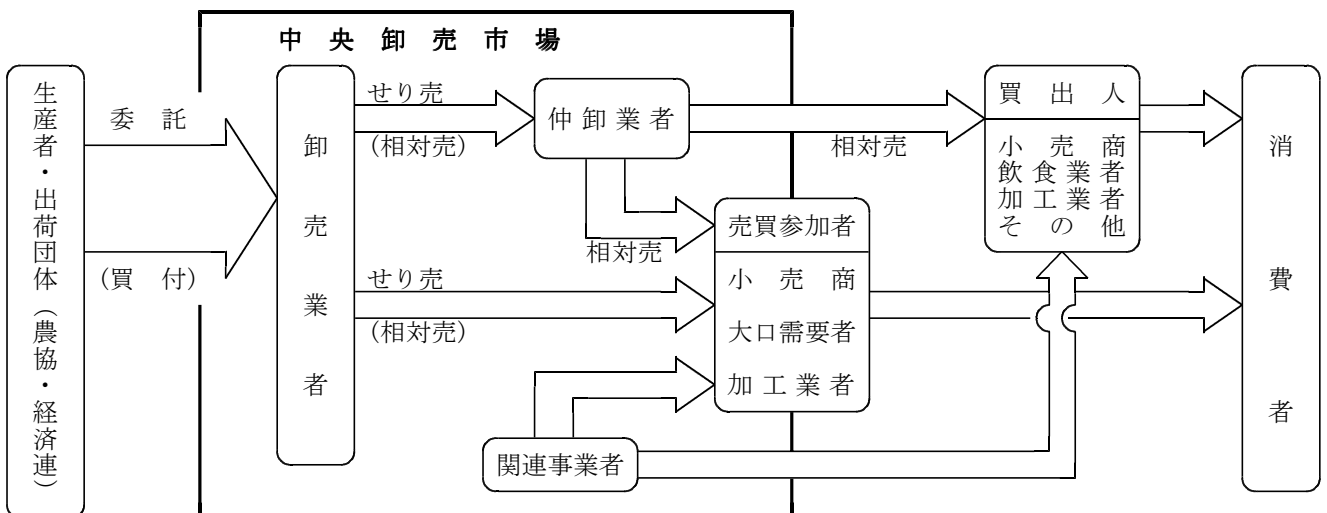 中央卸売市場
生産者・出荷団体（農協・経済連）
委託
(買付)
卸売業者
せり売
(相対売)
仲卸業者
相対売
せり売
(相対売)
売買参加者
小売商
大口需要者
加工業者
関連事業者
相対売
買出人
小売商
飲食業者
加工業者
その他
消費者